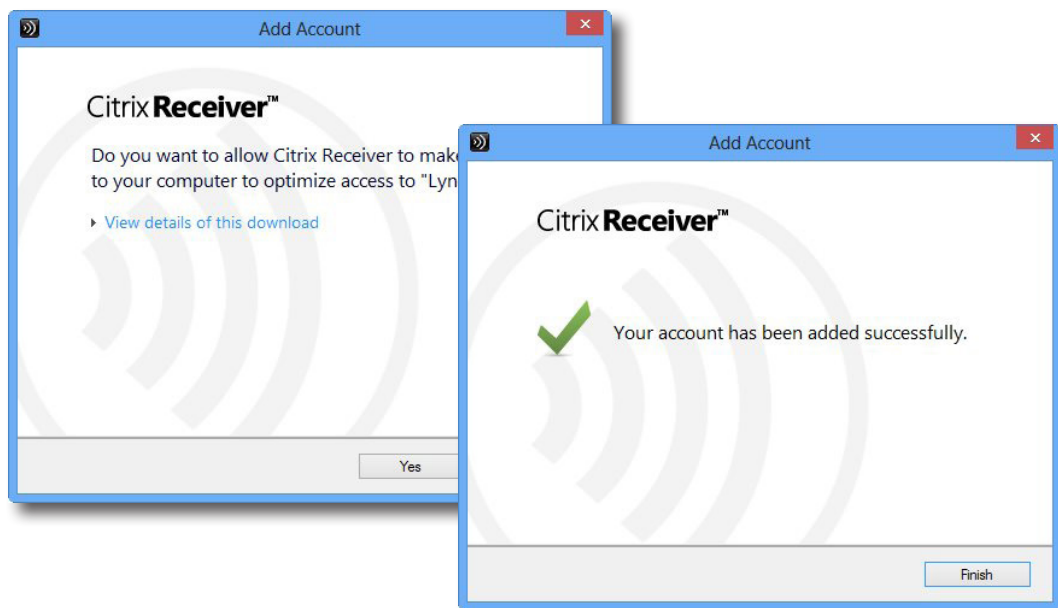 Add Account
Citrix Receiver™
Do you want to allow Citrix Receiver to make
to your computer to optimize access to "Lyn
View details of this download
Yes
Add Account
Citrix Receiver™
Your account has been added successfully.
Finish